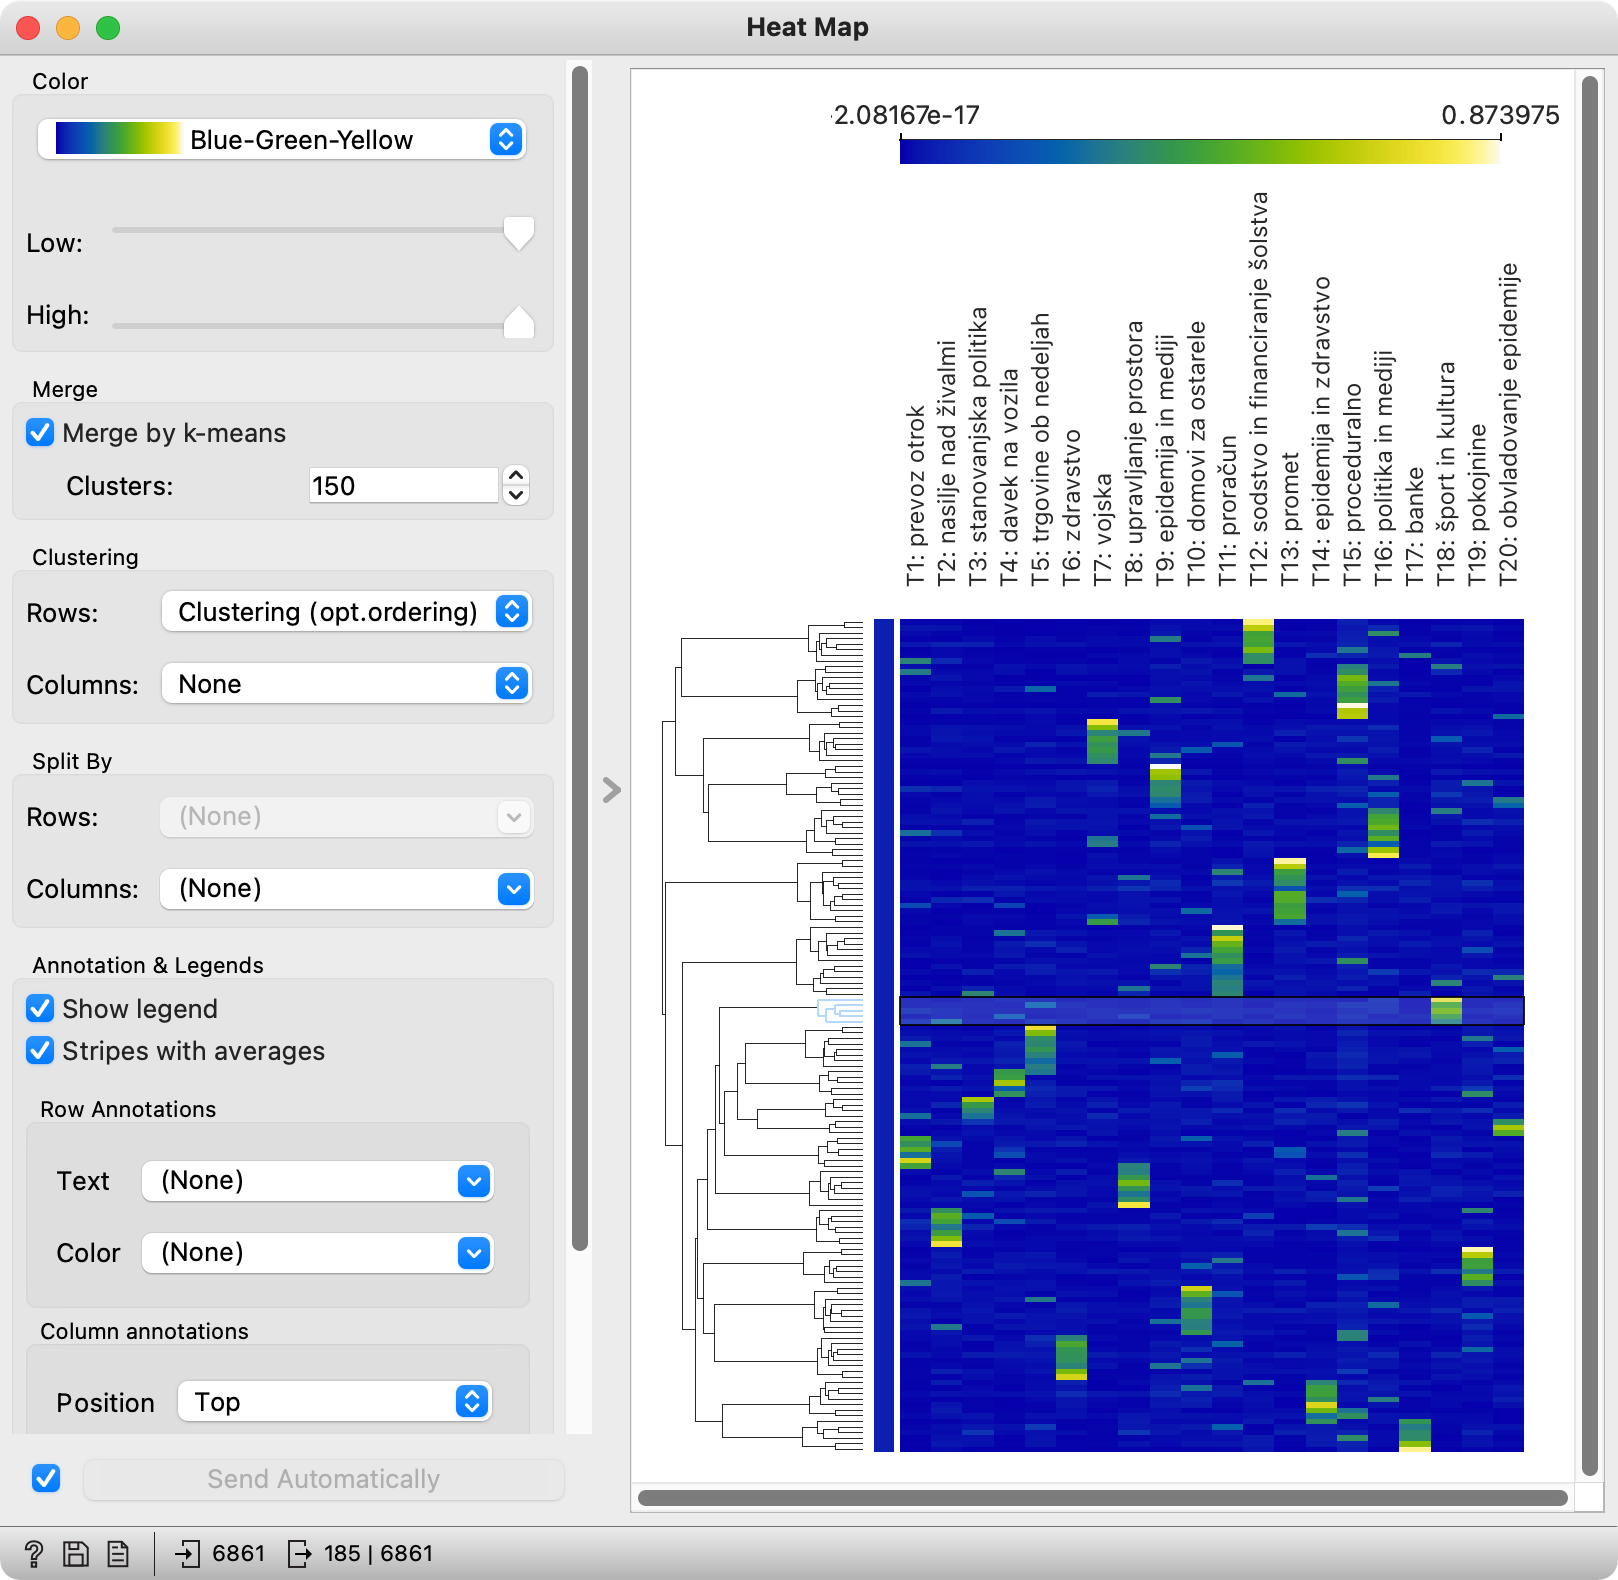 Heat Map
Color
Blue-Green-Yellow
Low:
High:
Merge
Merge by k-means
Clusters:
150
Clustering
Rows:
Clustering (opt.ordering)
Columns:
None
Split By
Rows:
(None)
Columns:
(None)
Annotation & Legends
Show legend
Stripes with averages
Row Annotations
Text
(None)
Color
(None)
Column annotations
Position
Top
Send Automatically
? 6861 185 | 6861
-2.08167e-17
0.873975
T1: prevoz otrok
T2: nasilje nad živalmi
T3: stanovanjska politika
T4: davek na vozila
T5: trgovine ob nedeljah
T6: zdravstvo
T7: vojska
T8: upravljanje prostora
T9: epidemija in mediji
T10: domovi za ostarele
T11: proračun
T12: sodstvo in financiranje šolstva
T13: promet
T14: epidemija in zdravstvo
T15: proceduralno
T16: politika in mediji
T17: banke
T18: šport in kultura
T19: pokojnine
T20: obvladovanje epidemije